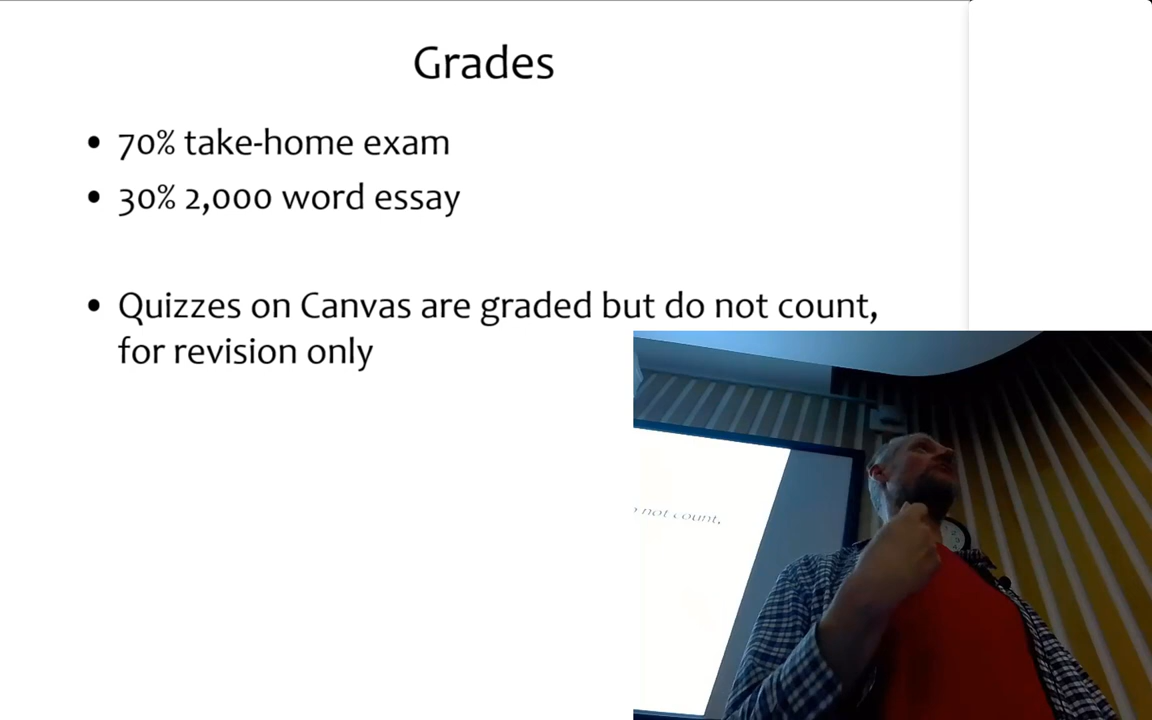 Grades
• 70% take-home exam
• 30% 2,000 word essay
• Quizzes on Canvas are graded but do not count,
for revision only
not count,